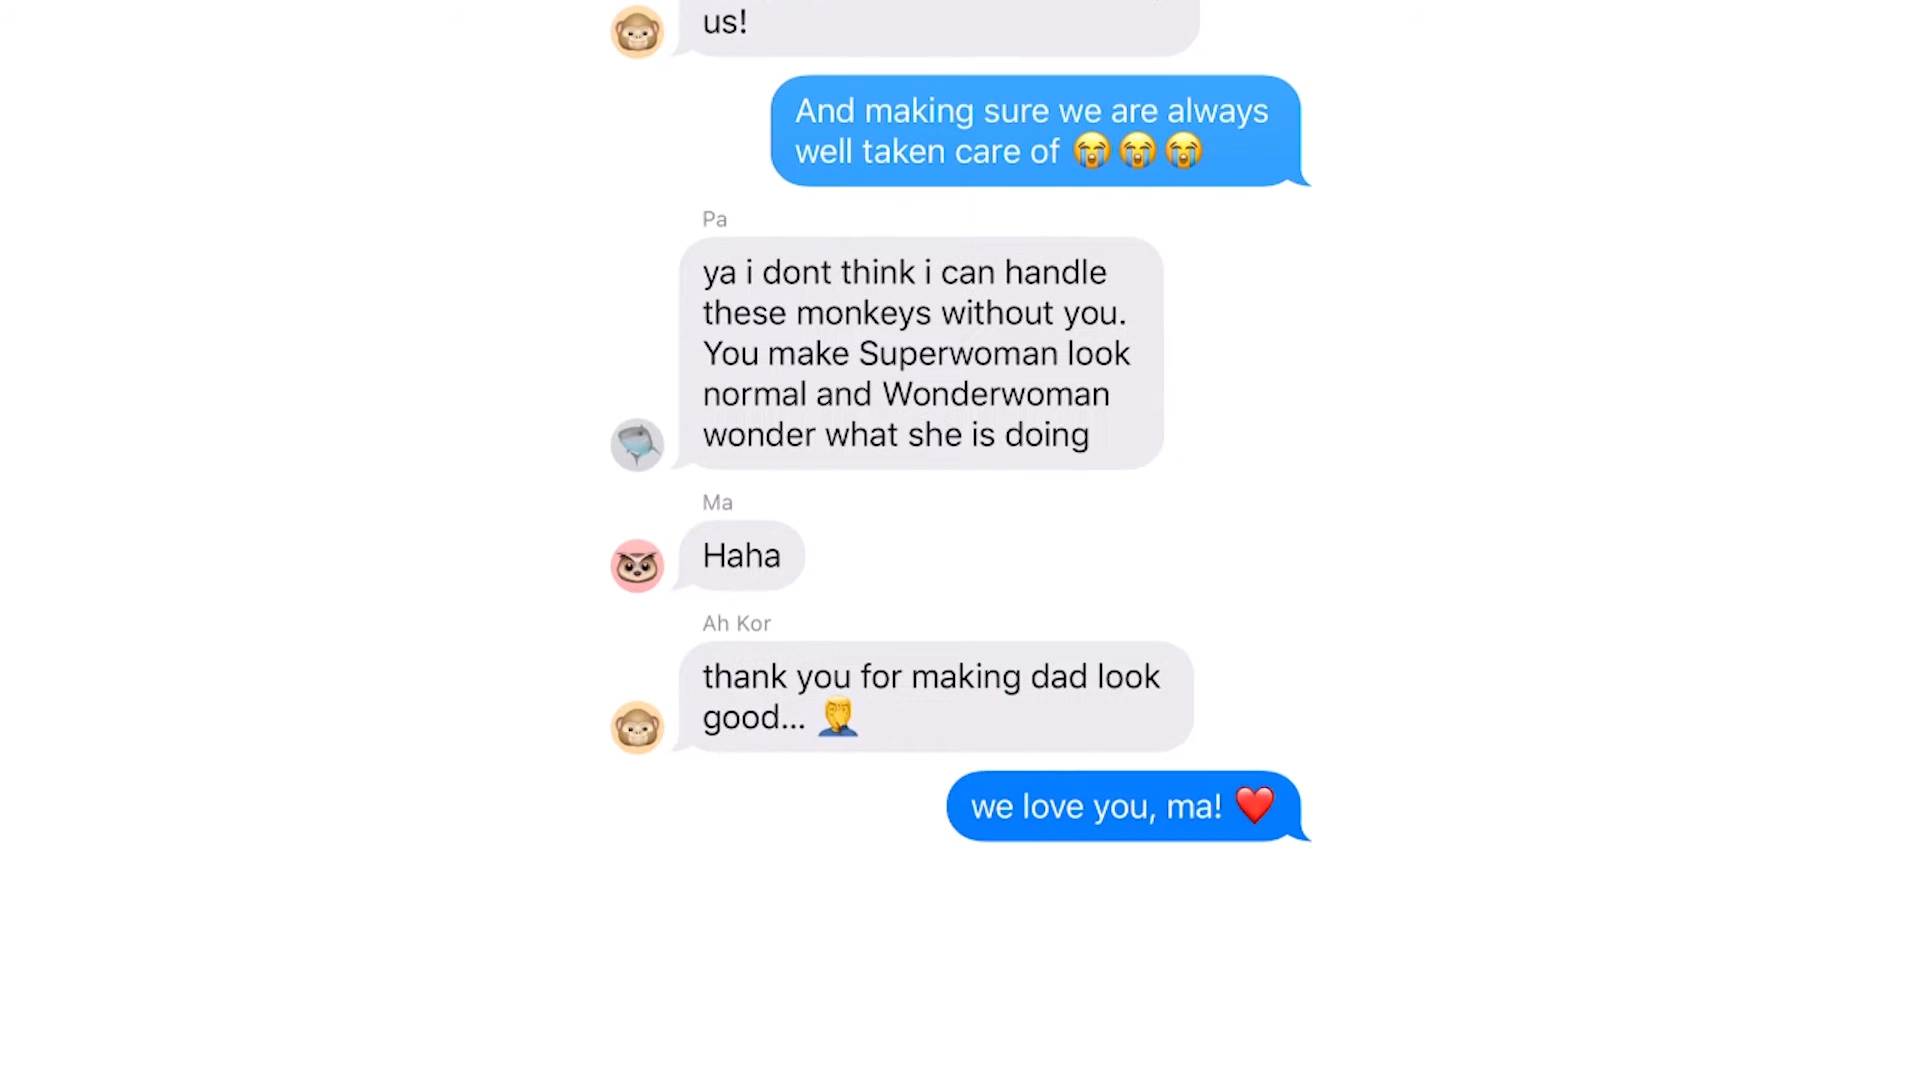 us!
And making sure we are always
well taken care of 😭😭😭
Pa
ya i dont think i can handle
these monkeys without you.
You make Superwoman look
normal and Wonderwoman
wonder what she is doing
Ma
Haha
Ah Kor
thank you for making dad look
good... 🤦‍♂️
we love you, ma! ❤️